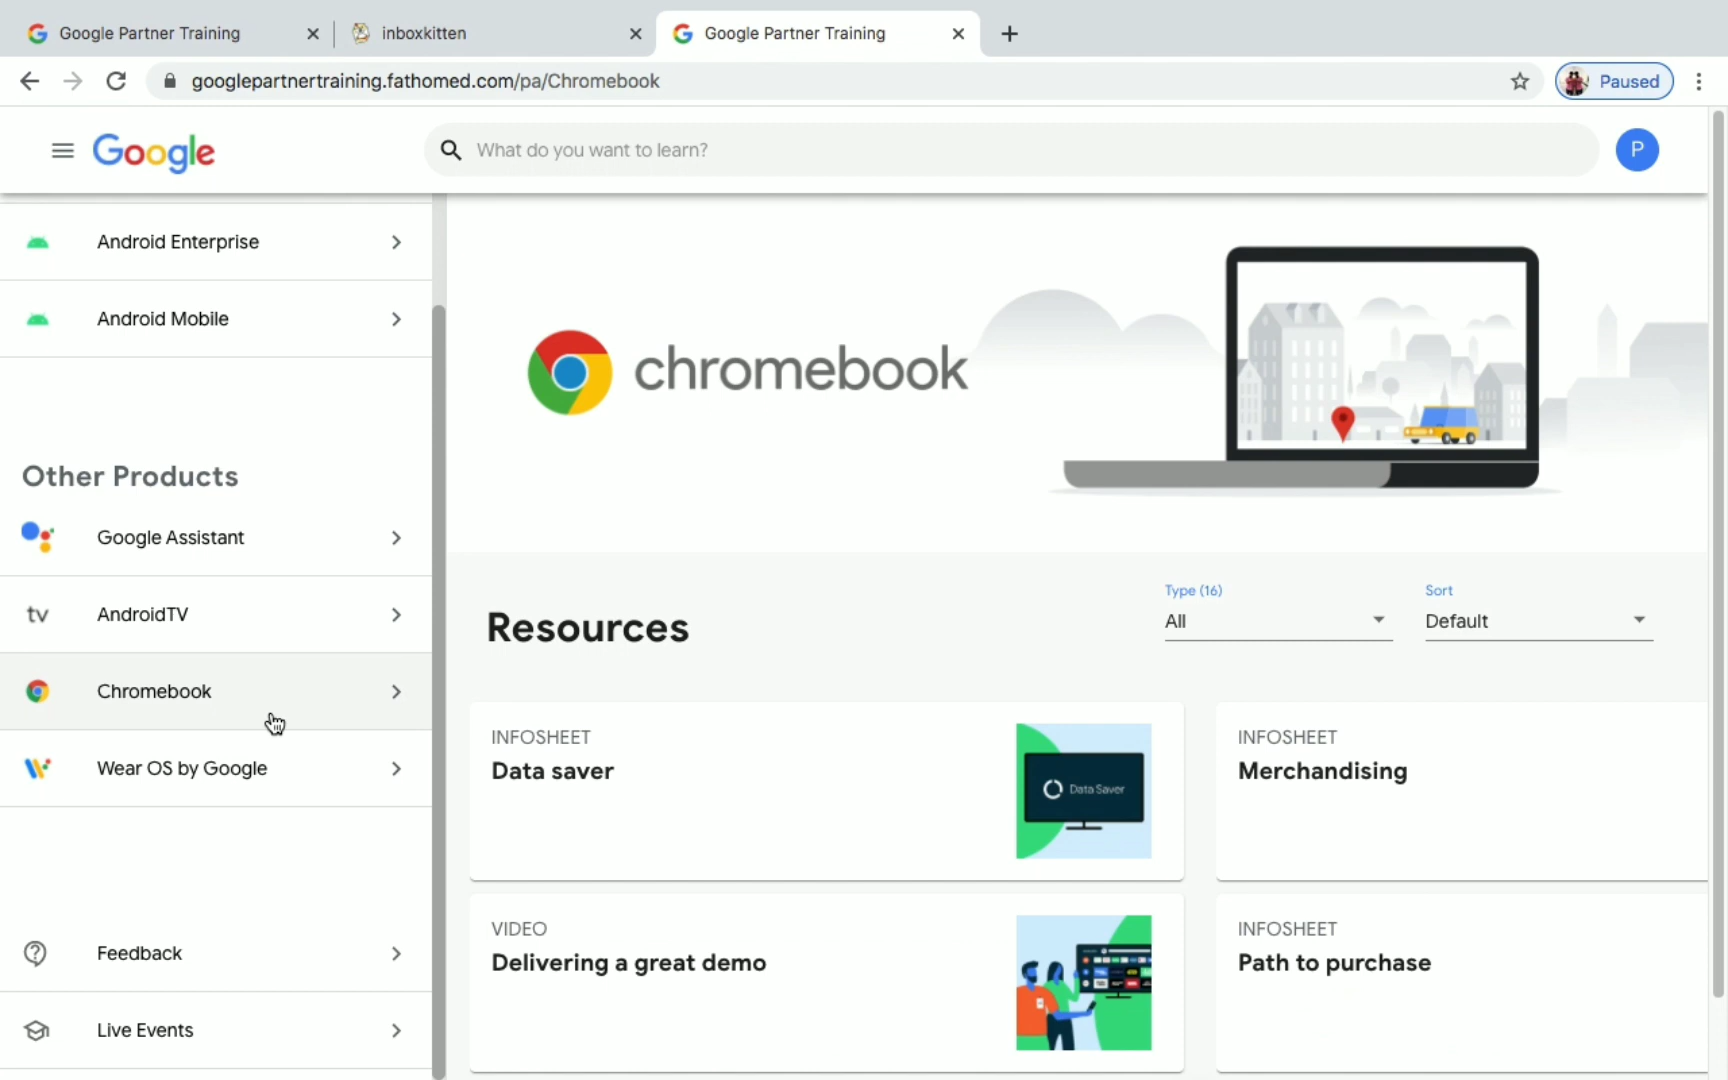 Google Partner Training
inboxkitten
Google Partner Training
googlepartnertraining.fathomed.com/pa/Chromebook
Paused
Google
What do you want to learn?
P
Android Enterprise
Android Mobile
Other Products
Google Assistant
tv AndroidTV
Chromebook
Wear OS by Google
Feedback
Live Events
chromebook
Resources
Type (16)
All
Sort
Default
INFOSHEET
Data saver
Data Saver
INFOSHEET
Merchandising
VIDEO
Delivering a great demo
INFOSHEET
Path to purchase